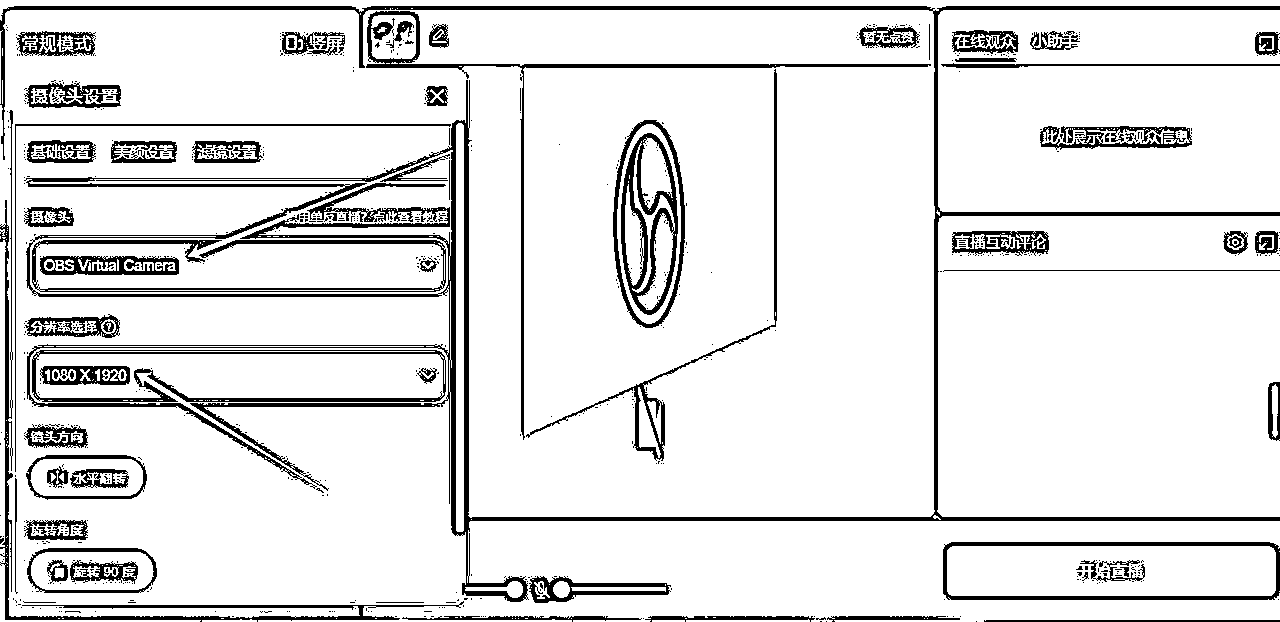 常规模式
竖屏
暂无点赞
在线观众 小助手
摄像头设置
此处展示在线观众信息
基础设置 美颜设置 滤镜设置
摄像头
使用单反直播？点此查看教程
直播互动评论
OBS Virtual Camera
分辨率选择
1080 X 1920
镜头方向
水平翻转
旋转角度
旋转 90 度
开始直播